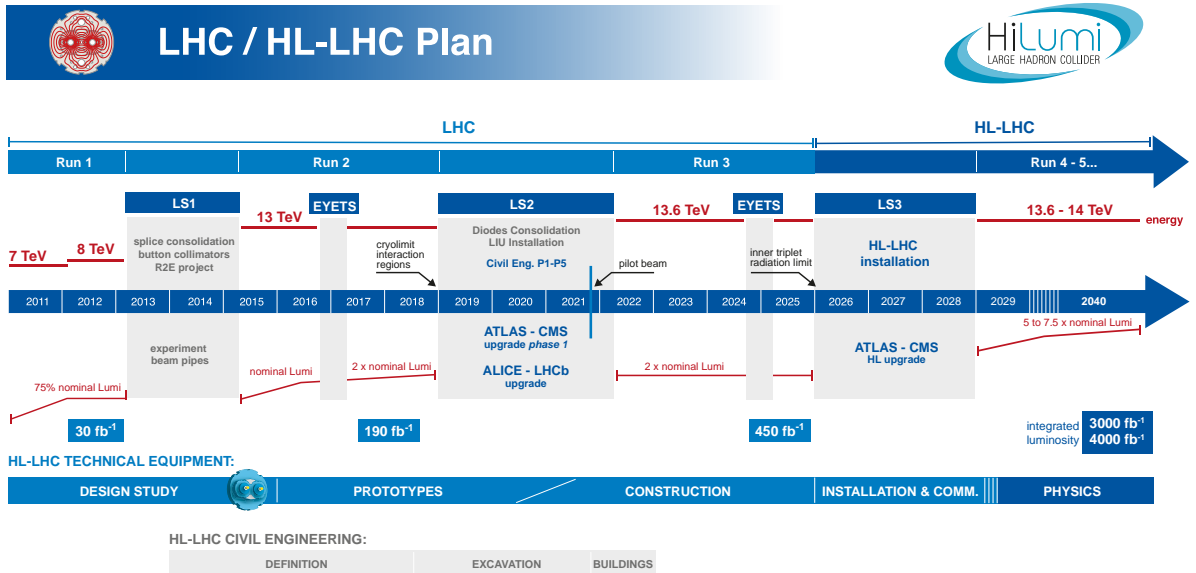 LHC / HL-LHC Plan
HiLumi
LARGE HADRON COLLIDER
LHC
HL-LHC
Run 1
Run 2
Run 3
Run 4 - 5...
LS1
EYETS
LS2
EYETS
LS3
13 TeV
13.6 TeV
13.6 - 14 TeV
energy
7 TeV
8 TeV
splice consolidation
button collimators
R2E project
cryolimit
interaction
regions
Diodes Consolidation
LIU Installation
Civil Eng. P1-P5
pilot beam
inner triplet
radiation limit
HL-LHC
installation
2011 2012 2013 2014 2015 2016 2017 2018 2019 2020 2021 2022 2023 2024 2025 2026 2027 2028 2029 2040
experiment
beam pipes
ATLAS - CMS
upgrade phase 1
ALICE - LHCb
upgrade
ATLAS - CMS
HL upgrade
5 to 7.5 x nominal Lumi
75% nominal Lumi
nominal Lumi
2 x nominal Lumi
2 x nominal Lumi
30 fb⁻¹
190 fb⁻¹
450 fb⁻¹
integrated
luminosity
3000 fb⁻¹
4000 fb⁻¹
HL-LHC TECHNICAL EQUIPMENT:
DESIGN STUDY
PROTOTYPES
CONSTRUCTION
INSTALLATION & COMM.
PHYSICS
HL-LHC CIVIL ENGINEERING:
DEFINITION
EXCAVATION
BUILDINGS